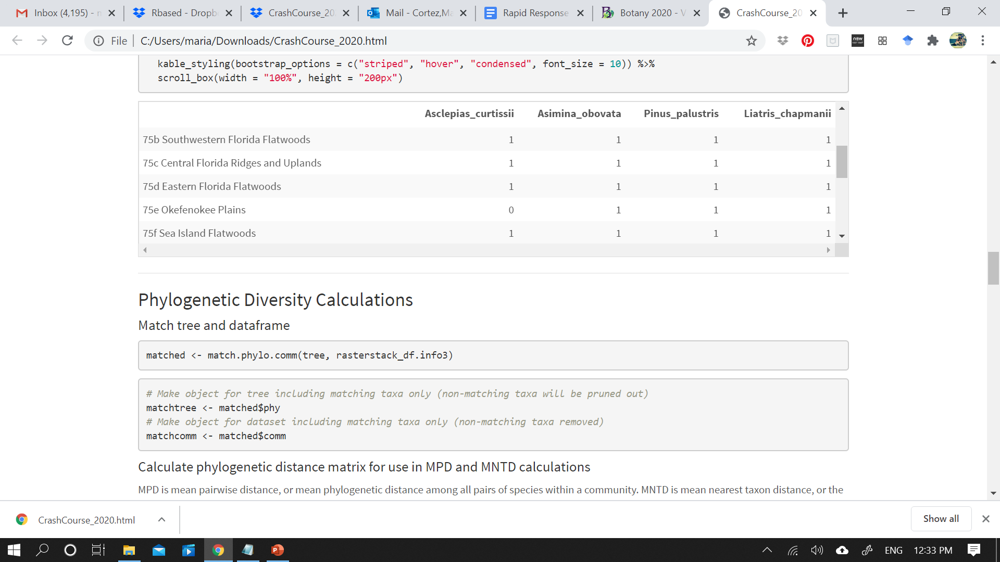 Inbox (4,195) - n
Rbased - Dropb
CrashCourse_20
Mail - Cortez,Ma
Rapid Response
Botany 2020 - V
CrashCourse_20
File
C:/Users/maria/Downloads/CrashCourse_2020.html
kable_styling(bootstrap_options = c("striped", "hover", "condensed", font_size = 10)) %>%
scroll_box(width = "100%", height = "200px")
Asclepias_curtissii Asimina_obovata Pinus_palustris Liatris_chapmanii
75b Southwestern Florida Flatwoods 1 1 1 1
75c Central Florida Ridges and Uplands 1 1 1 1
75d Eastern Florida Flatwoods 1 1 1 1
75e Okefenokee Plains 0 1 1 1
75f Sea Island Flatwoods 1 1 1 1
Phylogenetic Diversity Calculations
Match tree and dataframe
matched <- match.phylo.comm(tree, rasterstack_df.info3)
# Make object for tree including matching taxa only (non-matching taxa will be pruned out)
matchtree <- matched$phy
# Make object for dataset including matching taxa only (non-matching taxa removed)
matchcomm <- matched$comm
Calculate phylogenetic distance matrix for use in MPD and MNTD calculations
MPD is mean pairwise distance, or mean phylogenetic distance among all pairs of species within a community. MNTD is mean nearest taxon distance, or the
CrashCourse_2020.html
Show all
ENG 12:33 PM